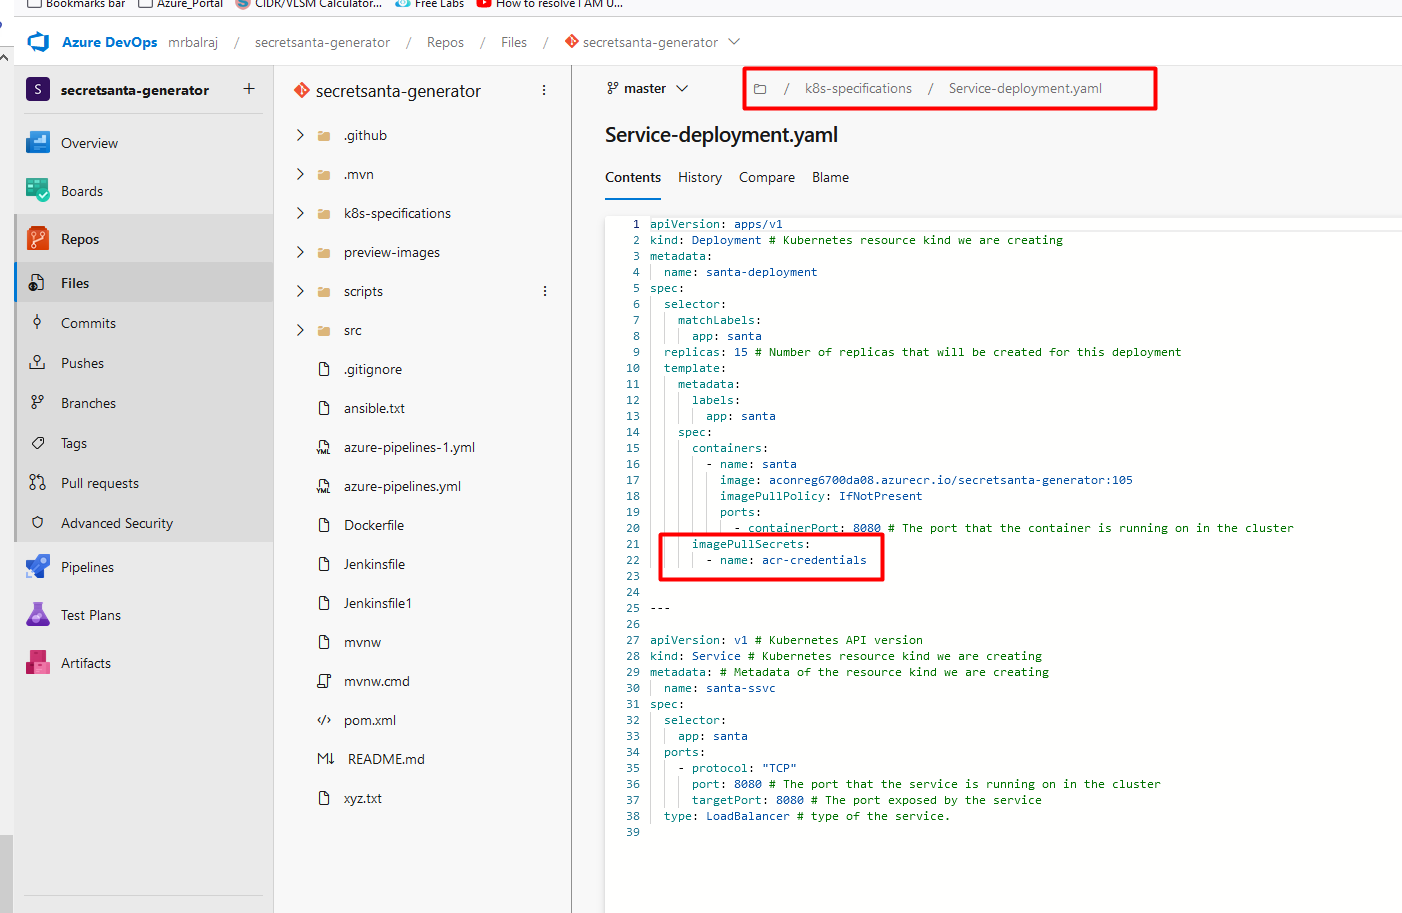 Bookmarks bar Azure_Portal CIDR/VLSM Calculator... Free Labs How to resolve I AM U...
Azure DevOps mrbalraj / secretsanta-generator / Repos / Files / secretsanta-generator
S secretsanta-generator +
Overview
Boards
Repos
Files
Commits
Pushes
Branches
Tags
Pull requests
Advanced Security
Pipelines
Test Plans
Artifacts
secretsanta-generator
.github
.mvn
k8s-specifications
preview-images
scripts
src
.gitignore
ansible.txt
YML azure-pipelines-1.yml
YML azure-pipelines.yml
Dockerfile
Jenkinsfile
Jenkinsfile1
mvnw
mvnw.cmd
</> pom.xml
M↓ README.md
xyz.txt
master / k8s-specifications / Service-deployment.yaml
Service-deployment.yaml
Contents History Compare Blame
1 apiVersion: apps/v1
2 kind: Deployment # Kubernetes resource kind we are creating
3 metadata:
4   name: santa-deployment
5 spec:
6   selector:
7     matchLabels:
8       app: santa
9   replicas: 15 # Number of replicas that will be created for this deployment
10   template:
11     metadata:
12       labels:
13         app: santa
14     spec:
15       containers:
16         - name: santa
17           image: aconreg6700da08.azurecr.io/secretsanta-generator:105
18           imagePullPolicy: IfNotPresent
19           ports:
20             - containerPort: 8080 # The port that the container is running on in the cluster
21       imagePullSecrets:
22         - name: acr-credentials
23
24
25 ---
26
27 apiVersion: v1 # Kubernetes API version
28 kind: Service # Kubernetes resource kind we are creating
29 metadata: # Metadata of the resource kind we are creating
30   name: santa-ssvc
31 spec:
32   selector:
33     app: santa
34   ports:
35     - protocol: "TCP"
36       port: 8080 # The port that the service is running on in the cluster
37       targetPort: 8080 # The port exposed by the service
38   type: LoadBalancer # type of the service.
39